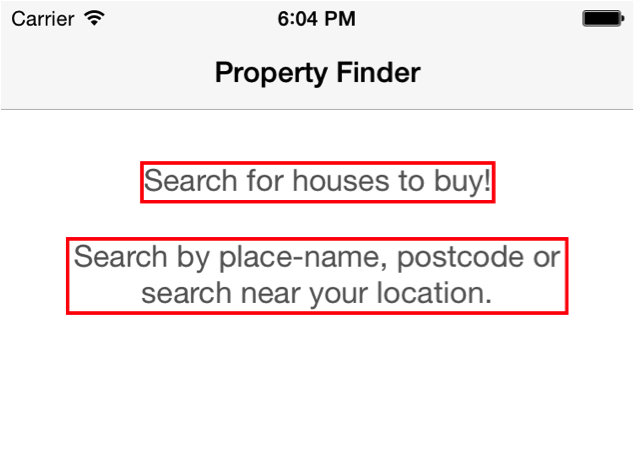 Carrier 6:04 PM
Property Finder
Search for houses to buy!
Search by place-name, postcode or
search near your location.